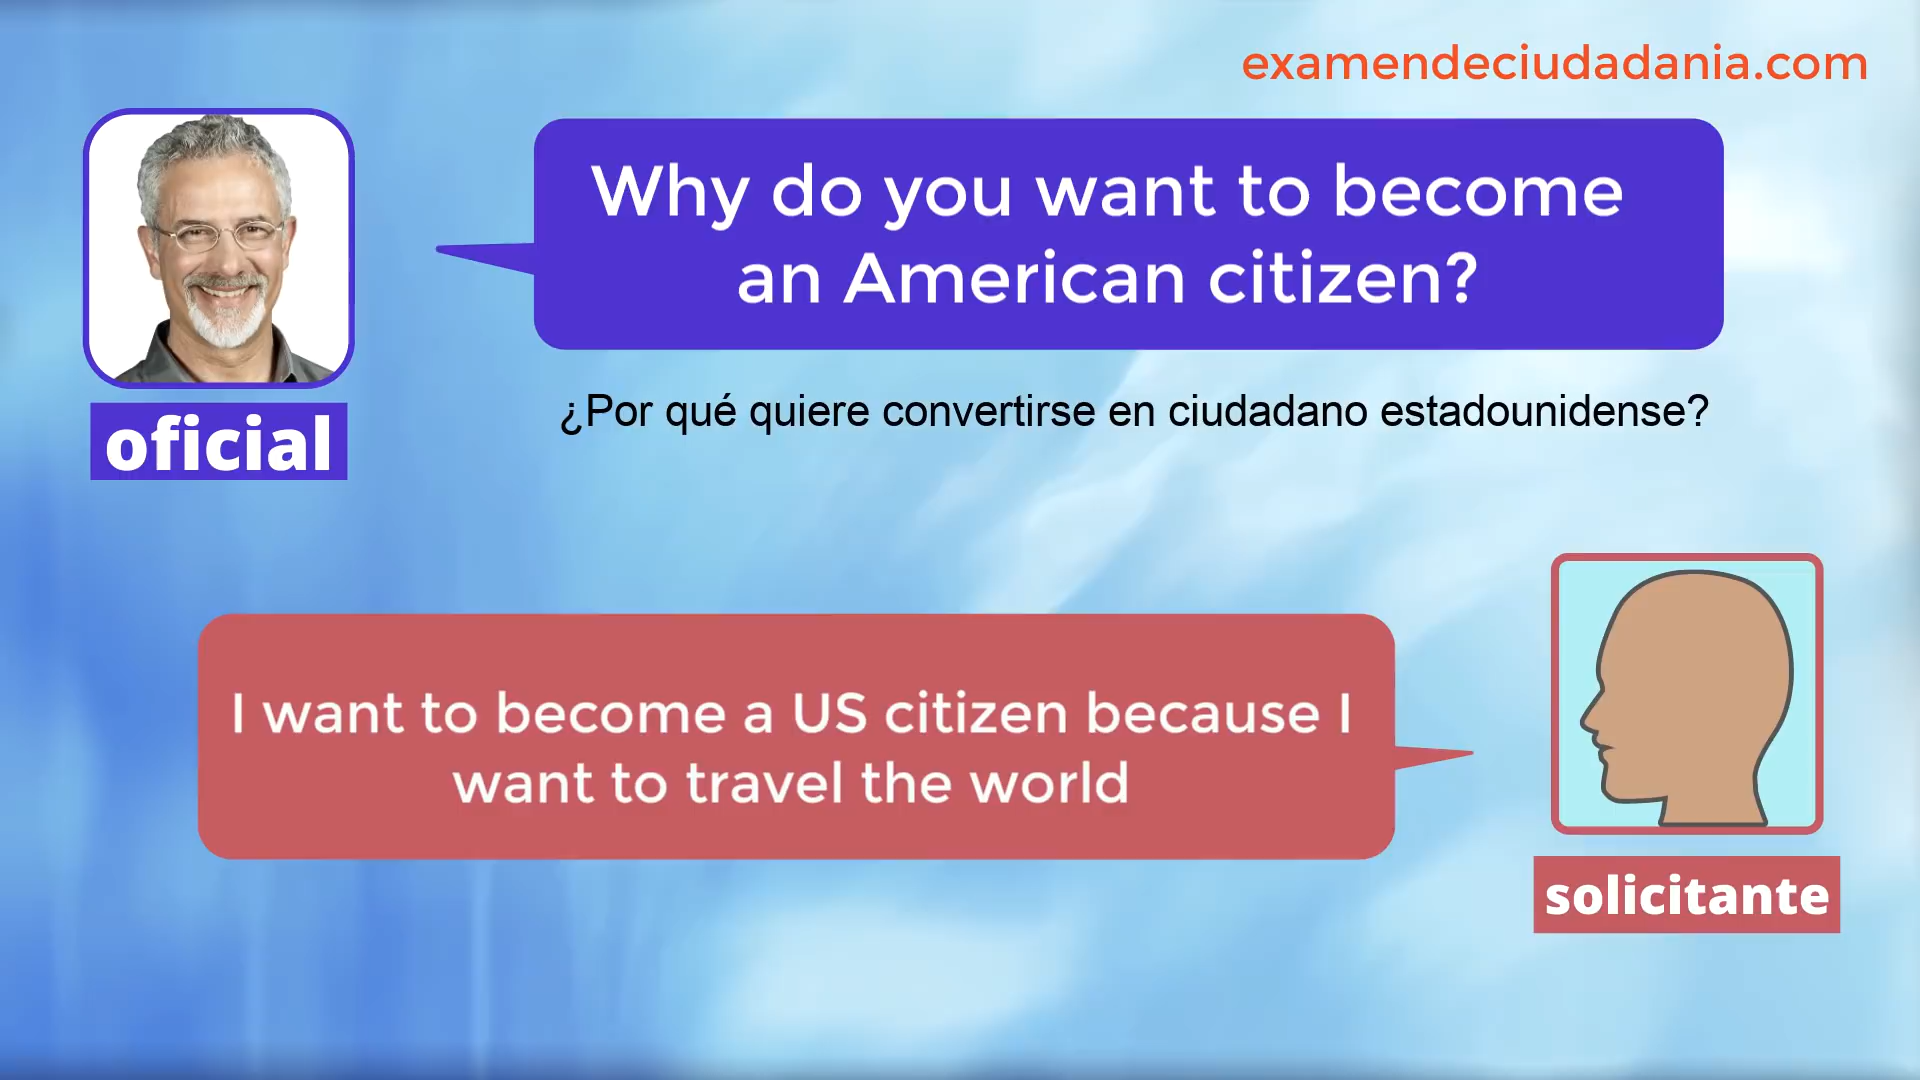 examendeciudadania.com
Why do you want to become
an American citizen?
¿Por qué quiere convertirse en ciudadano estadounidense?
oficial
I want to become a US citizen because I
want to travel the world
solicitante